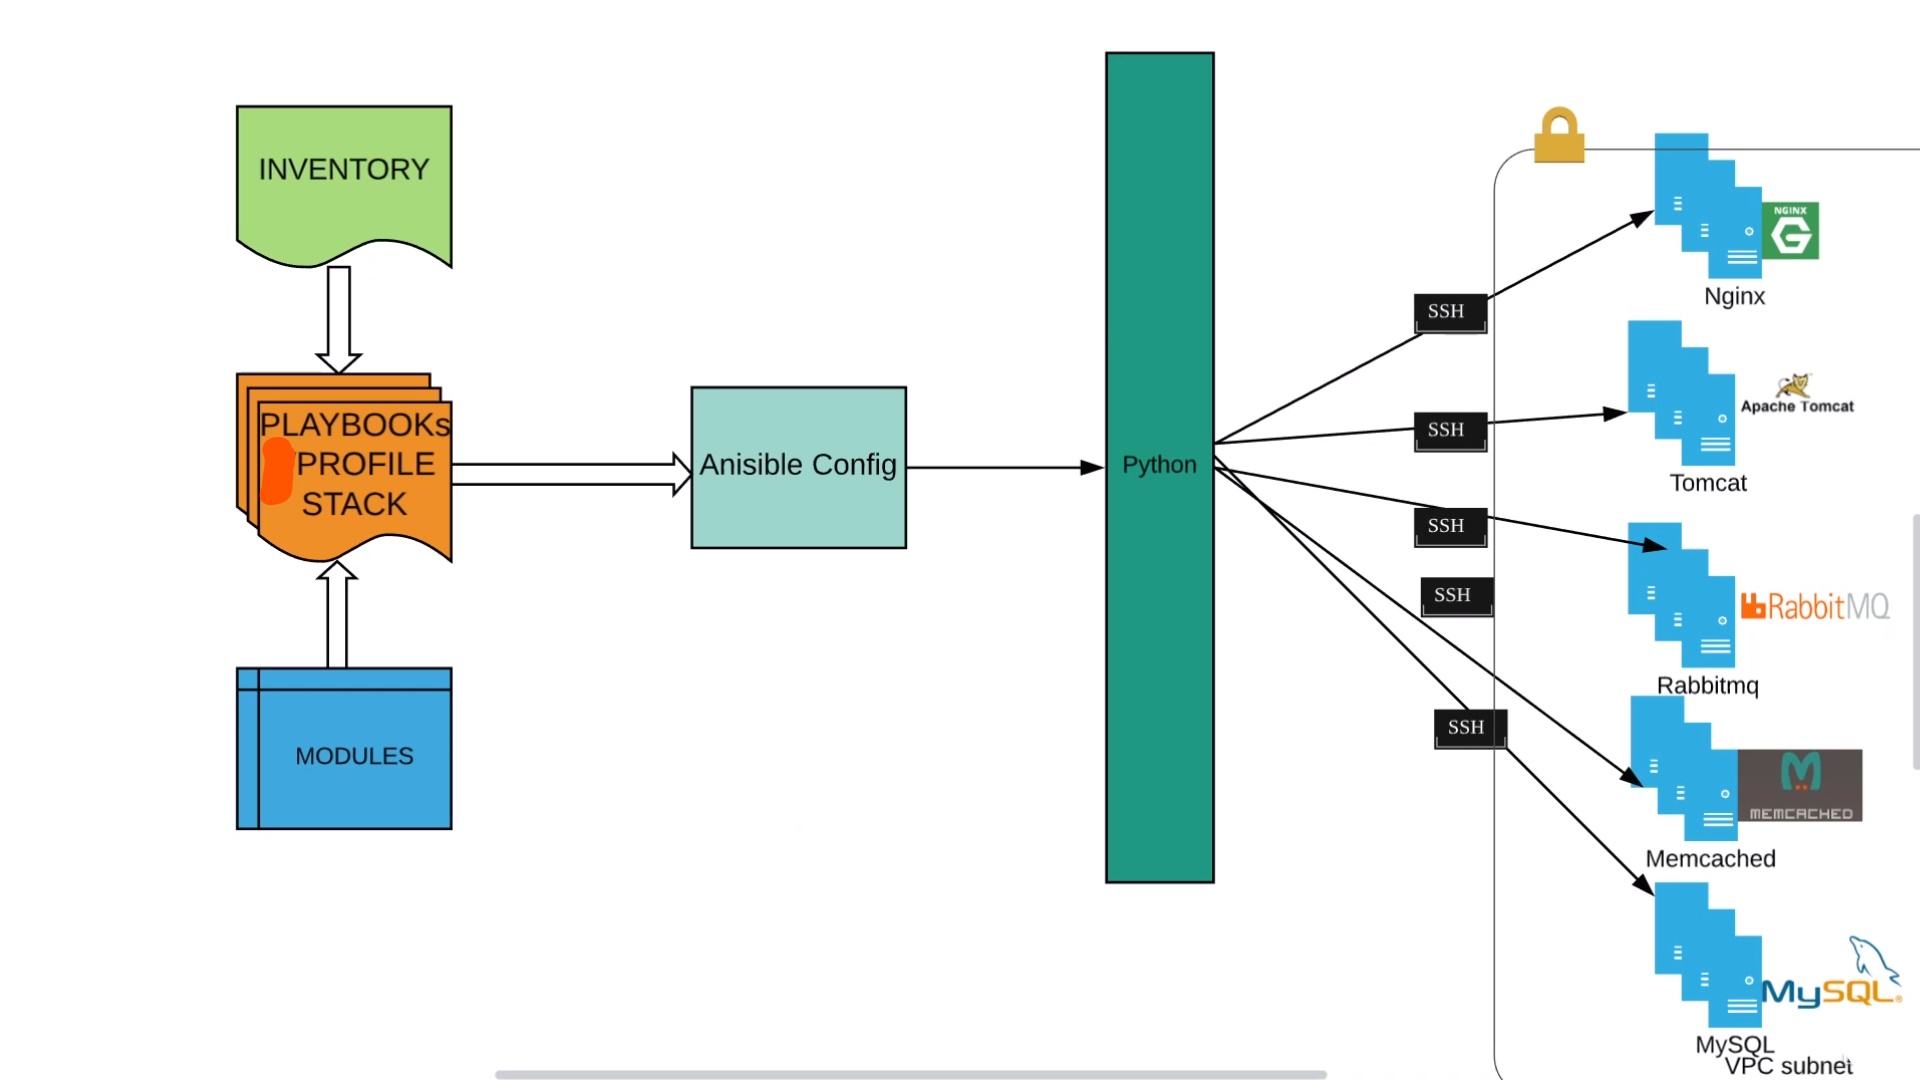 INVENTORY
PLAYBOOKs
PROFILE
STACK
MODULES
Anisible Config
Python
SSH
SSH
SSH
SSH
SSH
NGINX
G
Nginx
Apache Tomcat
Tomcat
RabbitMQ
Rabbitmq
MEMCACHED
Memcached
MySQL®
MySQL
VPC subnet